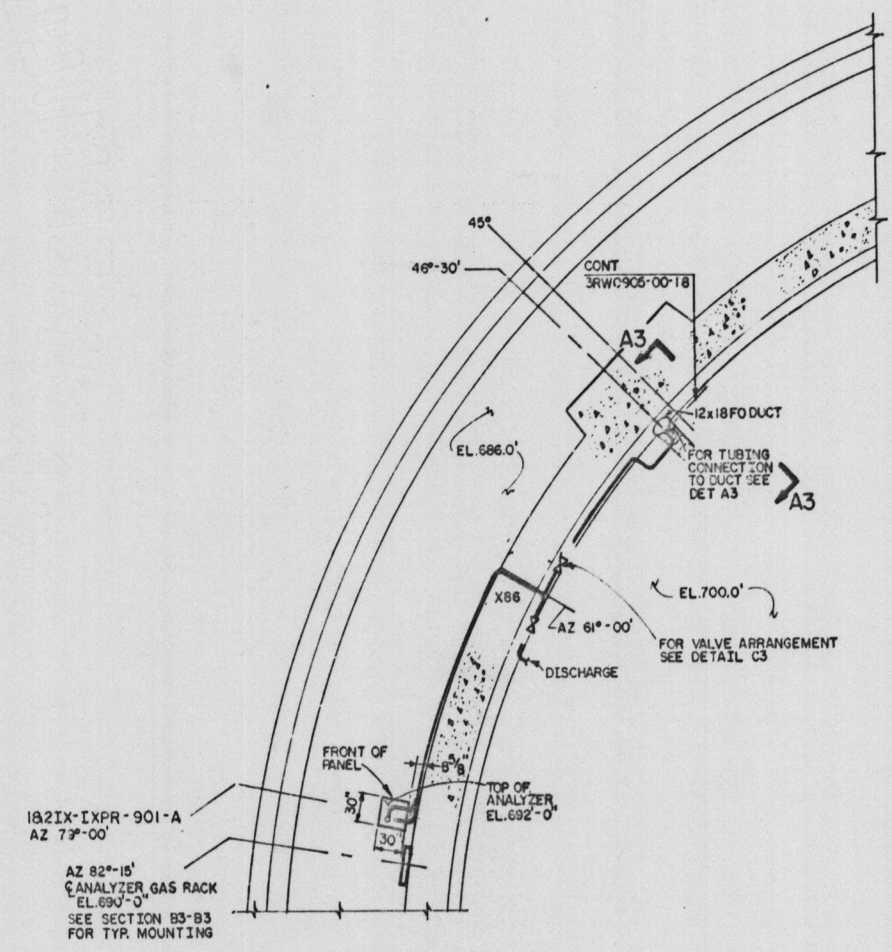 45°
46°-30'
CONT
3RWC905-00-18
A3
12x18 FO DUCT
EL.686.0'
FOR TUBING
CONNECTION
TO DUCT SEE
DET A3
A3
X86
EL.700.0'
AZ 61°-00'
FOR VALVE ARRANGEMENT
SEE DETAIL C3
DISCHARGE
FRONT OF
PANEL
8 5/8"
30"
30"
TOP OF
ANALYZER
EL.692'-0"
1&2IX-IXPR-901-A
AZ 79°-00'
AZ 82°-15'
℄ ANALYZER GAS RACK
EL.690'-0"
SEE SECTION B3-B3
FOR TYP. MOUNTING